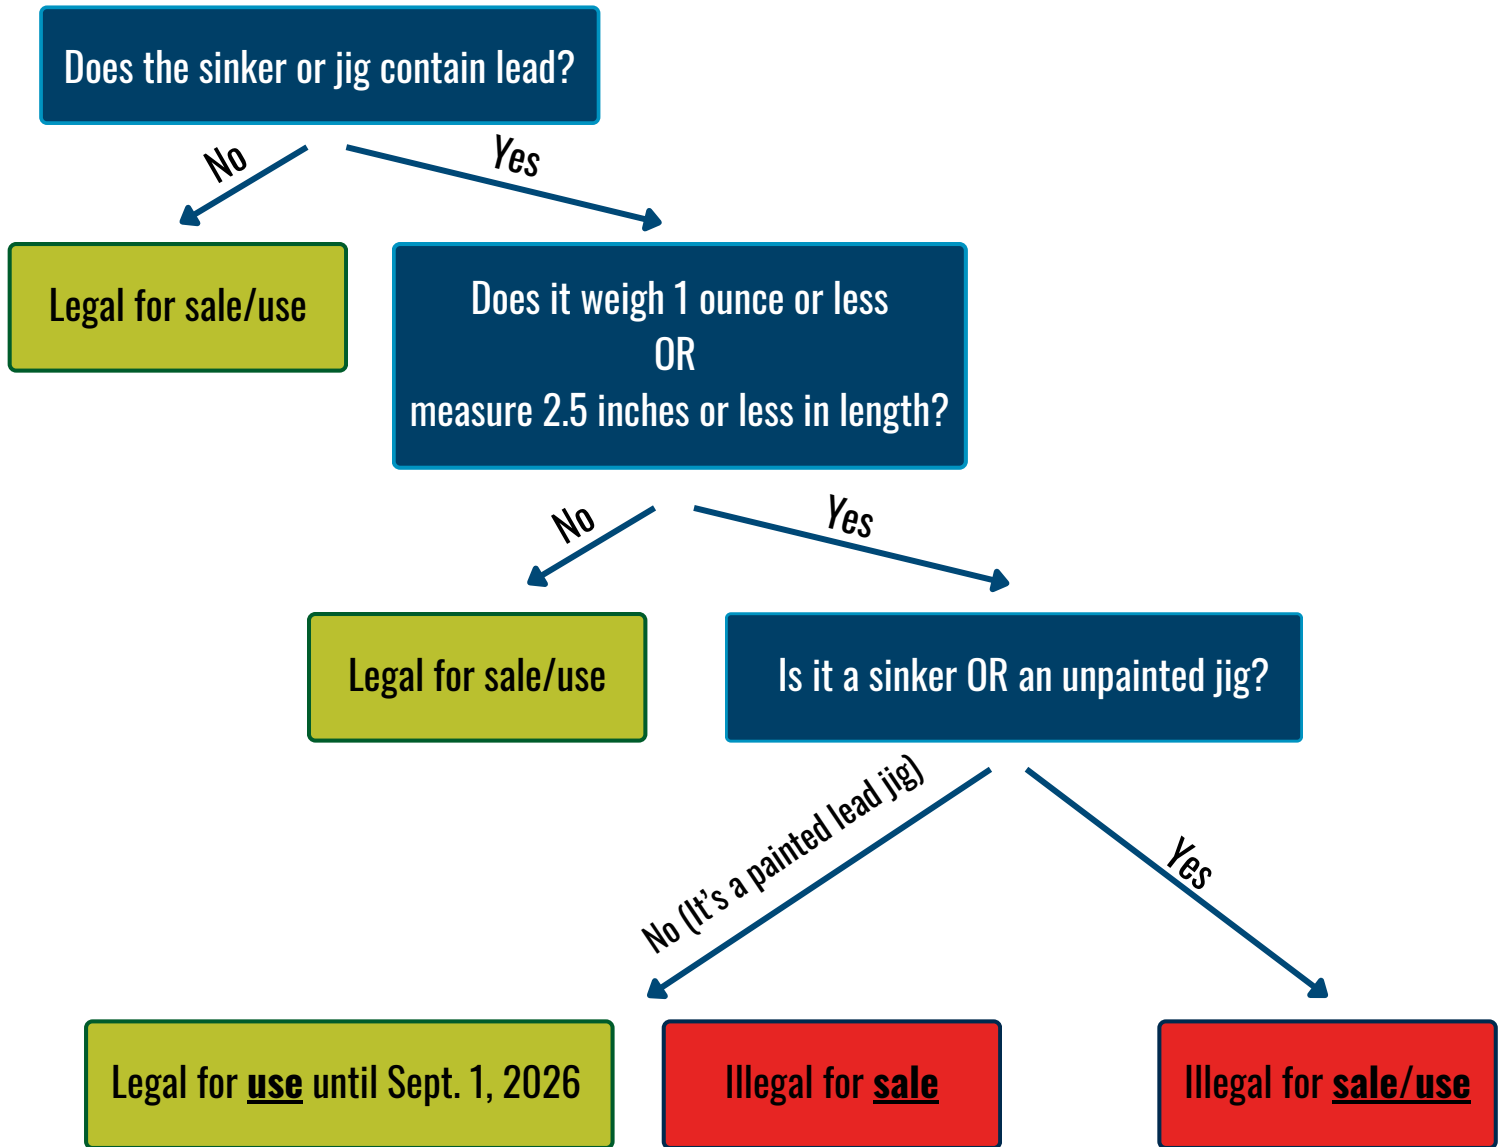 Does the sinker or jig contain lead?
No
Yes
Legal for sale/use
Does it weigh 1 ounce or less
OR
measure 2.5 inches or less in length?
No
Yes
Legal for sale/use
Is it a sinker OR an unpainted jig?
No (It's a painted lead jig)
Yes
Legal for use until Sept. 1, 2026
Illegal for sale
Illegal for sale/use